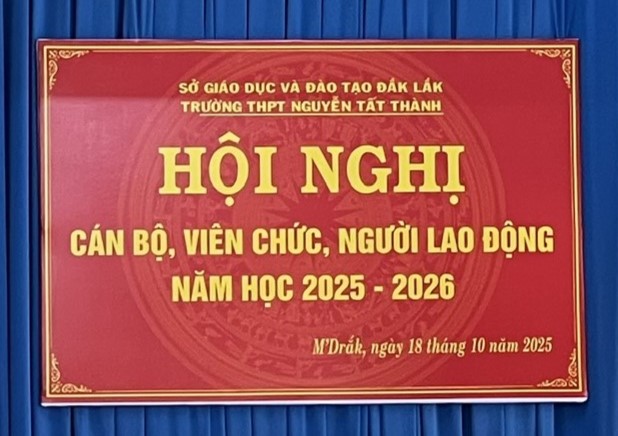 SỞ GIÁO DỤC VÀ ĐÀO TẠO ĐẮK LẮK
TRƯỜNG THPT NGUYỄN TẤT THÀNH
HỘI NGHỊ
CÁN BỘ, VIÊN CHỨC, NGƯỜI LAO ĐỘNG
NĂM HỌC 2025 - 2026
M'Drắk, ngày 18 tháng 10 năm 2025